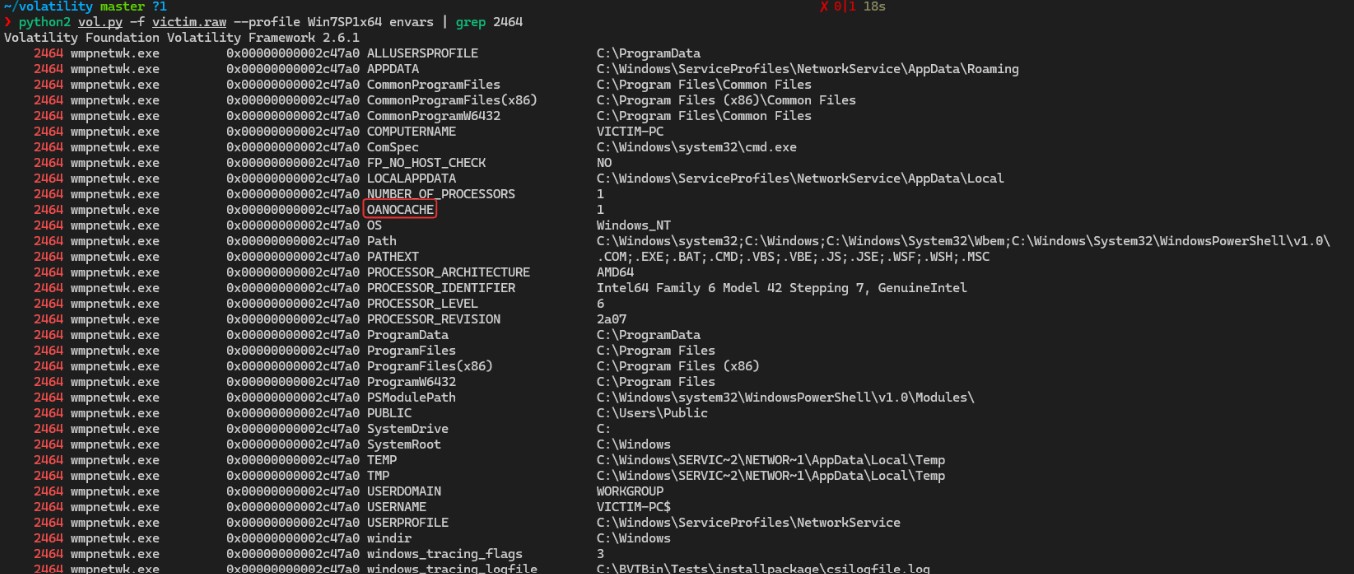 ~/volatility master ?1 ✗ 0|1 18s
❯ python2 vol.py -f victim.raw --profile Win7SP1x64 envars | grep 2464
Volatility Foundation Volatility Framework 2.6.1
2464 wmpnetwk.exe 0x00000000002c47a0 ALLUSERSPROFILE C:\ProgramData
2464 wmpnetwk.exe 0x00000000002c47a0 APPDATA C:\Windows\ServiceProfiles\NetworkService\AppData\Roaming
2464 wmpnetwk.exe 0x00000000002c47a0 CommonProgramFiles C:\Program Files\Common Files
2464 wmpnetwk.exe 0x00000000002c47a0 CommonProgramFiles(x86) C:\Program Files (x86)\Common Files
2464 wmpnetwk.exe 0x00000000002c47a0 CommonProgramW6432 C:\Program Files\Common Files
2464 wmpnetwk.exe 0x00000000002c47a0 COMPUTERNAME VICTIM-PC
2464 wmpnetwk.exe 0x00000000002c47a0 ComSpec C:\Windows\system32\cmd.exe
2464 wmpnetwk.exe 0x00000000002c47a0 FP_NO_HOST_CHECK NO
2464 wmpnetwk.exe 0x00000000002c47a0 LOCALAPPDATA C:\Windows\ServiceProfiles\NetworkService\AppData\Local
2464 wmpnetwk.exe 0x00000000002c47a0 NUMBER_OF_PROCESSORS 1
2464 wmpnetwk.exe 0x00000000002c47a0 OANOCACHE 1
2464 wmpnetwk.exe 0x00000000002c47a0 OS Windows_NT
2464 wmpnetwk.exe 0x00000000002c47a0 Path C:\Windows\system32;C:\Windows;C:\Windows\System32\Wbem;C:\Windows\System32\WindowsPowerShell\v1.0\
2464 wmpnetwk.exe 0x00000000002c47a0 PATHEXT .COM;.EXE;.BAT;.CMD;.VBS;.VBE;.JS;.JSE;.WSF;.WSH;.MSC
2464 wmpnetwk.exe 0x00000000002c47a0 PROCESSOR_ARCHITECTURE AMD64
2464 wmpnetwk.exe 0x00000000002c47a0 PROCESSOR_IDENTIFIER Intel64 Family 6 Model 42 Stepping 7, GenuineIntel
2464 wmpnetwk.exe 0x00000000002c47a0 PROCESSOR_LEVEL 6
2464 wmpnetwk.exe 0x00000000002c47a0 PROCESSOR_REVISION 2a07
2464 wmpnetwk.exe 0x00000000002c47a0 ProgramData C:\ProgramData
2464 wmpnetwk.exe 0x00000000002c47a0 ProgramFiles C:\Program Files
2464 wmpnetwk.exe 0x00000000002c47a0 ProgramFiles(x86) C:\Program Files (x86)
2464 wmpnetwk.exe 0x00000000002c47a0 ProgramW6432 C:\Program Files
2464 wmpnetwk.exe 0x00000000002c47a0 PSModulePath C:\Windows\system32\WindowsPowerShell\v1.0\Modules\
2464 wmpnetwk.exe 0x00000000002c47a0 PUBLIC C:\Users\Public
2464 wmpnetwk.exe 0x00000000002c47a0 SystemDrive C:
2464 wmpnetwk.exe 0x00000000002c47a0 SystemRoot C:\Windows
2464 wmpnetwk.exe 0x00000000002c47a0 TEMP C:\Windows\SERVIC~2\NETWOR~1\AppData\Local\Temp
2464 wmpnetwk.exe 0x00000000002c47a0 TMP C:\Windows\SERVIC~2\NETWOR~1\AppData\Local\Temp
2464 wmpnetwk.exe 0x00000000002c47a0 USERDOMAIN WORKGROUP
2464 wmpnetwk.exe 0x00000000002c47a0 USERNAME VICTIM-PC$
2464 wmpnetwk.exe 0x00000000002c47a0 USERPROFILE C:\Windows\ServiceProfiles\NetworkService
2464 wmpnetwk.exe 0x00000000002c47a0 windir C:\Windows
2464 wmpnetwk.exe 0x00000000002c47a0 windows_tracing_flags 3
2464 wmpnetwk.exe 0x00000000002c47a0 windows_tracing_logfile C:\BVTBin\Tests\installpackage\csilogfile.log